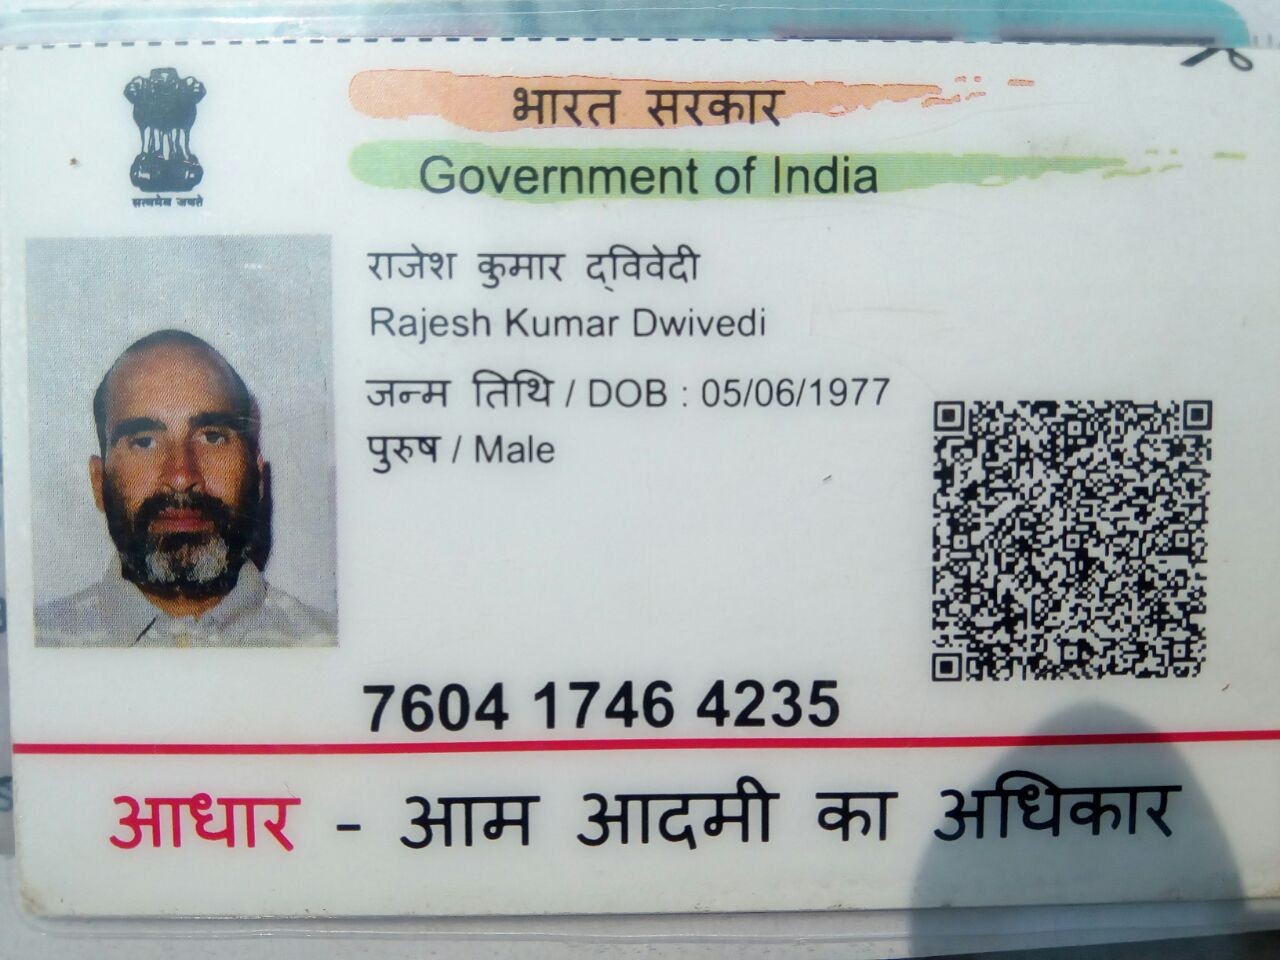 भारत सरकार
Government of India
सत्यमेव जयते
राजेश कुमार द्विवेदी
Rajesh Kumar Dwivedi
जन्म तिथि / DOB : 05/06/1977
पुरुष / Male
7604 1746 4235
आधार - आम आदमी का अधिकार